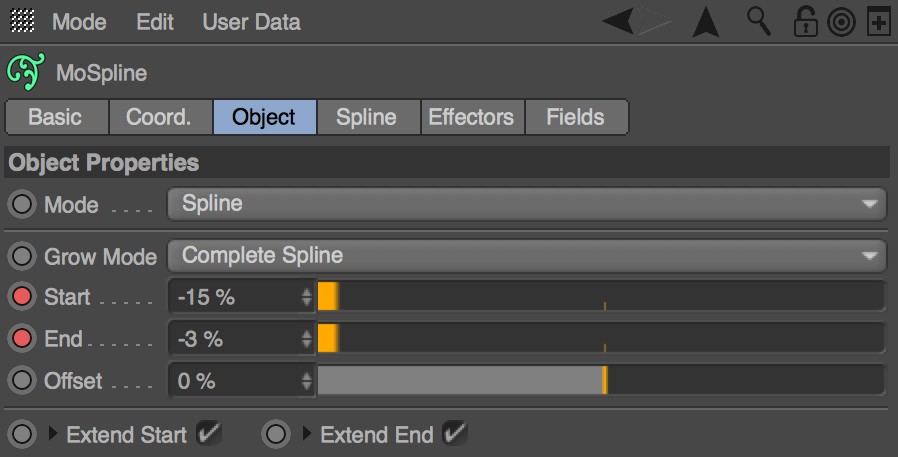 Mode Edit User Data
MoSpline
Basic Coord. Object Spline Effectors Fields
Object Properties
Mode . . . . Spline
Grow Mode Complete Spline
Start . . . . . -15 %
End . . . . . . -3 %
Offset . . . . 0 %
Extend Start Extend End